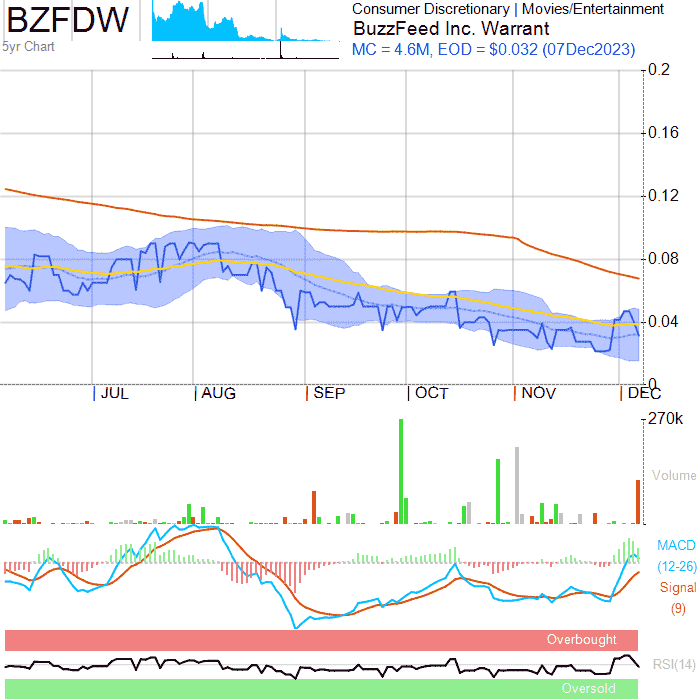 BZFDW
5yr Chart
Consumer Discretionary | Movies/Entertainment
BuzzFeed Inc. Warrant
MC = 4.6M, EOD = $0.032 (07Dec2023)
0.2
0.16
0.12
0.08
0.04
0
JUL AUG SEP OCT NOV DEC
270k
Volume
MACD
(12-26)
Signal
(9)
Overbought
RSI(14)
Oversold